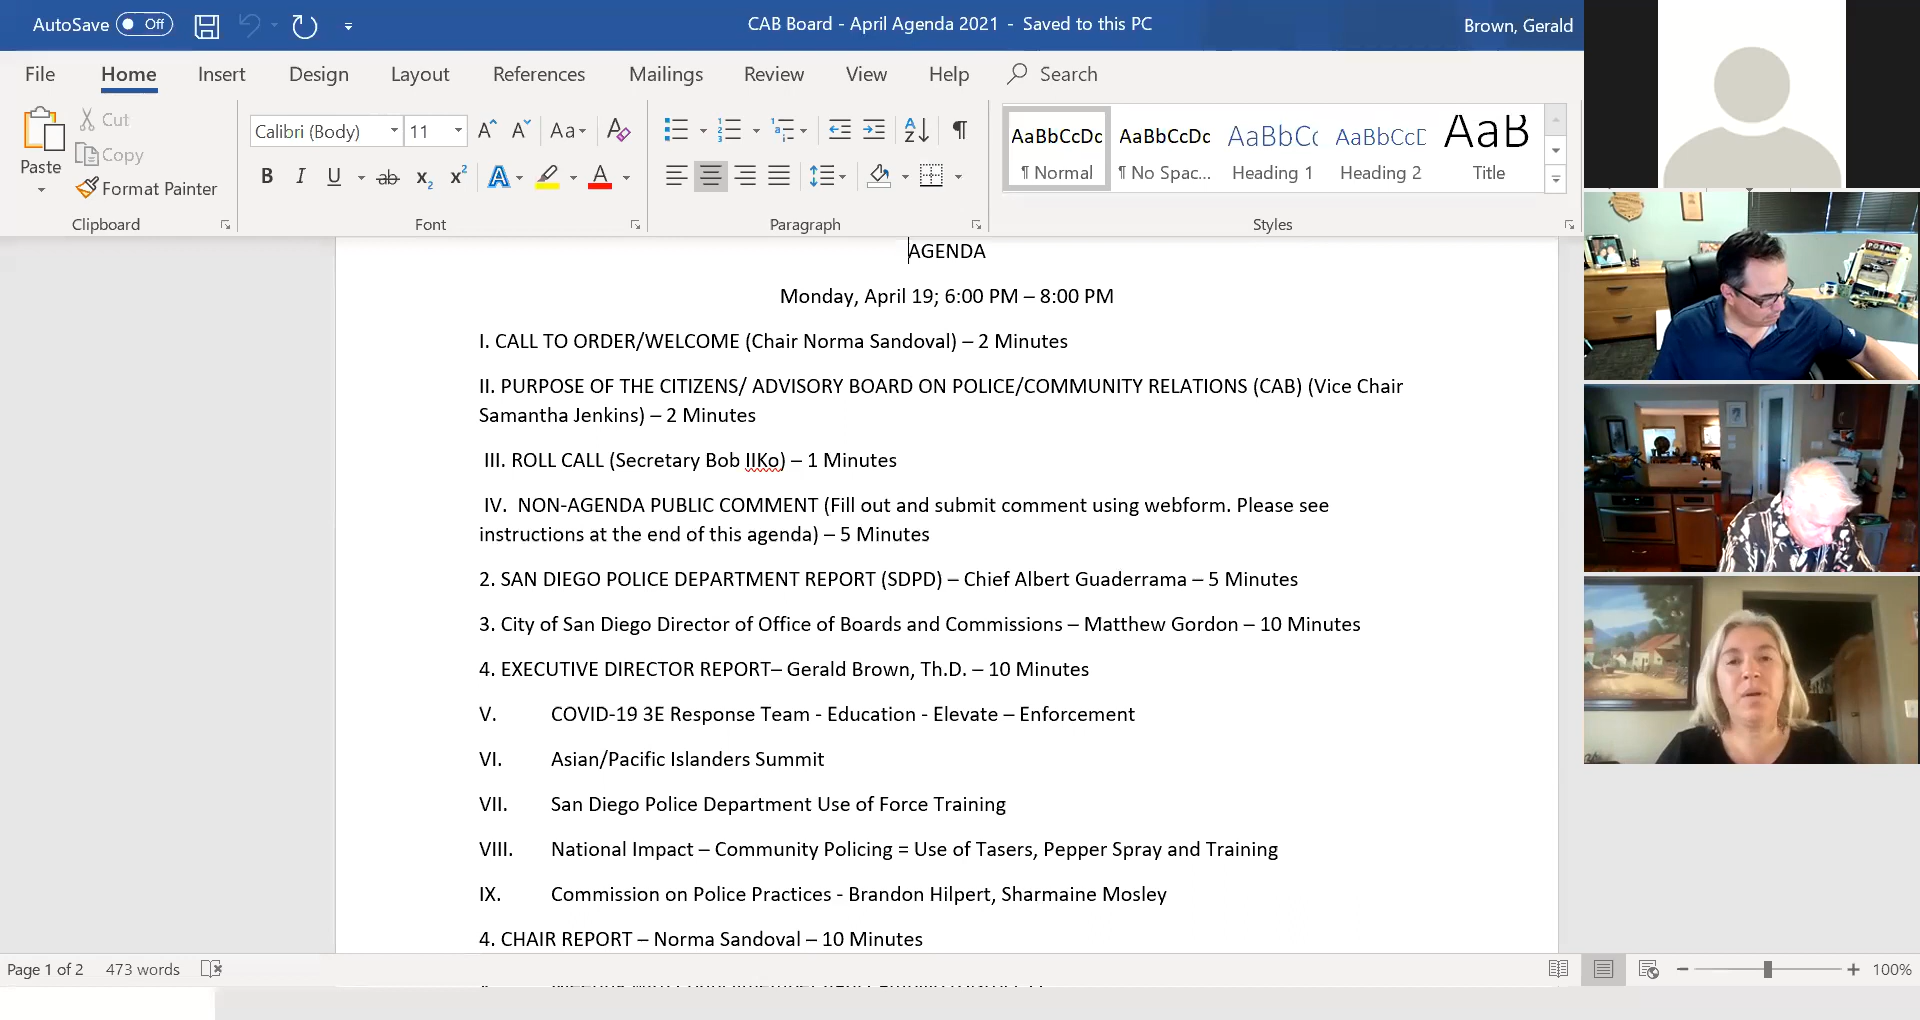 AutoSave Off CAB Board - April Agenda 2021 - Saved to this PC Brown, Gerald
File Home Insert Design Layout References Mailings Review View Help Search
Paste Cut Copy Format Painter
Calibri (Body) 11
AaBbCcDc AaBbCcDc AaBbCc AaBbCcD AaB
¶ Normal ¶ No Spac... Heading 1 Heading 2 Title
Clipboard Font Paragraph Styles
AGENDA
Monday, April 19; 6:00 PM – 8:00 PM
I. CALL TO ORDER/WELCOME (Chair Norma Sandoval) – 2 Minutes
II. PURPOSE OF THE CITIZENS/ ADVISORY BOARD ON POLICE/COMMUNITY RELATIONS (CAB) (Vice Chair
Samantha Jenkins) – 2 Minutes
III. ROLL CALL (Secretary Bob IIKo) – 1 Minutes
IV. NON-AGENDA PUBLIC COMMENT (Fill out and submit comment using webform. Please see
instructions at the end of this agenda) – 5 Minutes
2. SAN DIEGO POLICE DEPARTMENT REPORT (SDPD) – Chief Albert Guaderrama – 5 Minutes
3. City of San Diego Director of Office of Boards and Commissions – Matthew Gordon – 10 Minutes
4. EXECUTIVE DIRECTOR REPORT– Gerald Brown, Th.D. – 10 Minutes
V. COVID-19 3E Response Team - Education - Elevate – Enforcement
VI. Asian/Pacific Islanders Summit
VII. San Diego Police Department Use of Force Training
VIII. National Impact – Community Policing = Use of Tasers, Pepper Spray and Training
IX. Commission on Police Practices - Brandon Hilpert, Sharmaine Mosley
4. CHAIR REPORT – Norma Sandoval – 10 Minutes
Page 1 of 2 473 words 100%